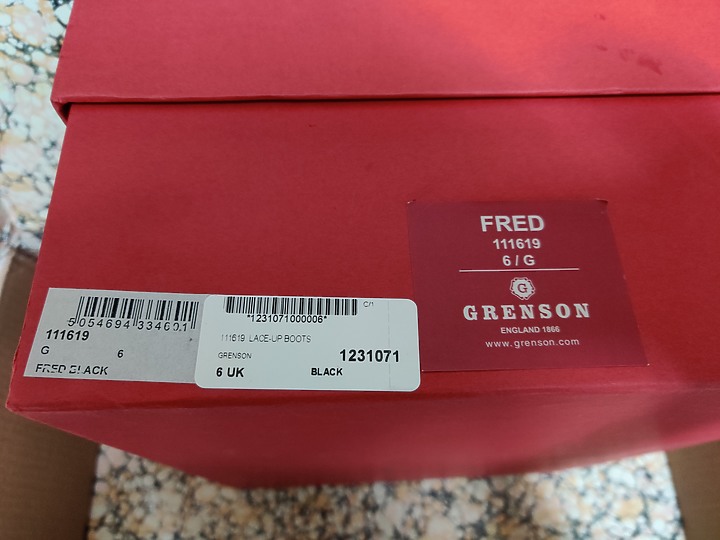 FRED
111619
6 / G
G
GRENSON
ENGLAND 1866
www.grenson.com
5 054694 334601
111619
G 6
FRED BLACK
C/1
*1231071000006*
111619 LACE-UP BOOTS
GRENSON 1231071
6 UK BLACK